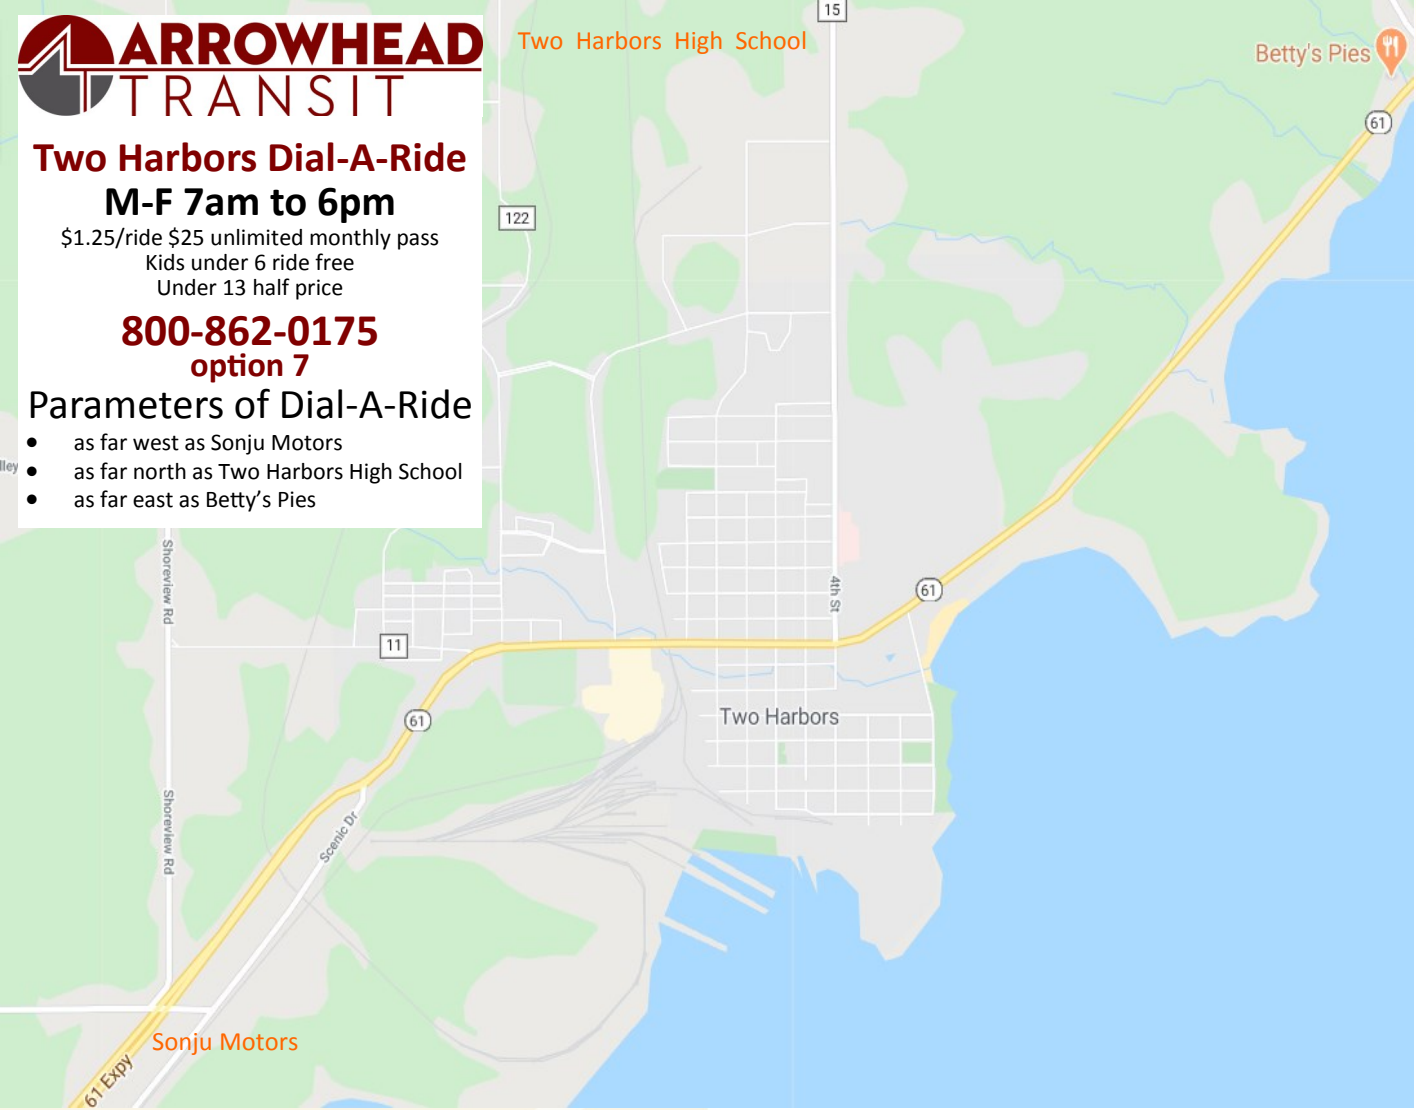 ARROWHEAD
TRANSIT
Two Harbors Dial-A-Ride
M-F 7am to 6pm
$1.25/ride $25 unlimited monthly pass
Kids under 6 ride free
Under 13 half price
800-862-0175
option 7
Parameters of Dial-A-Ride
• as far west as Sonju Motors
• as far north as Two Harbors High School
• as far east as Betty’s Pies
15
Two Harbors High School
Betty's Pies
61
122
lley
Shoreview Rd
4th St
61
11
61
Two Harbors
Shoreview Rd
Scenic Dr
Sonju Motors
61 Expy